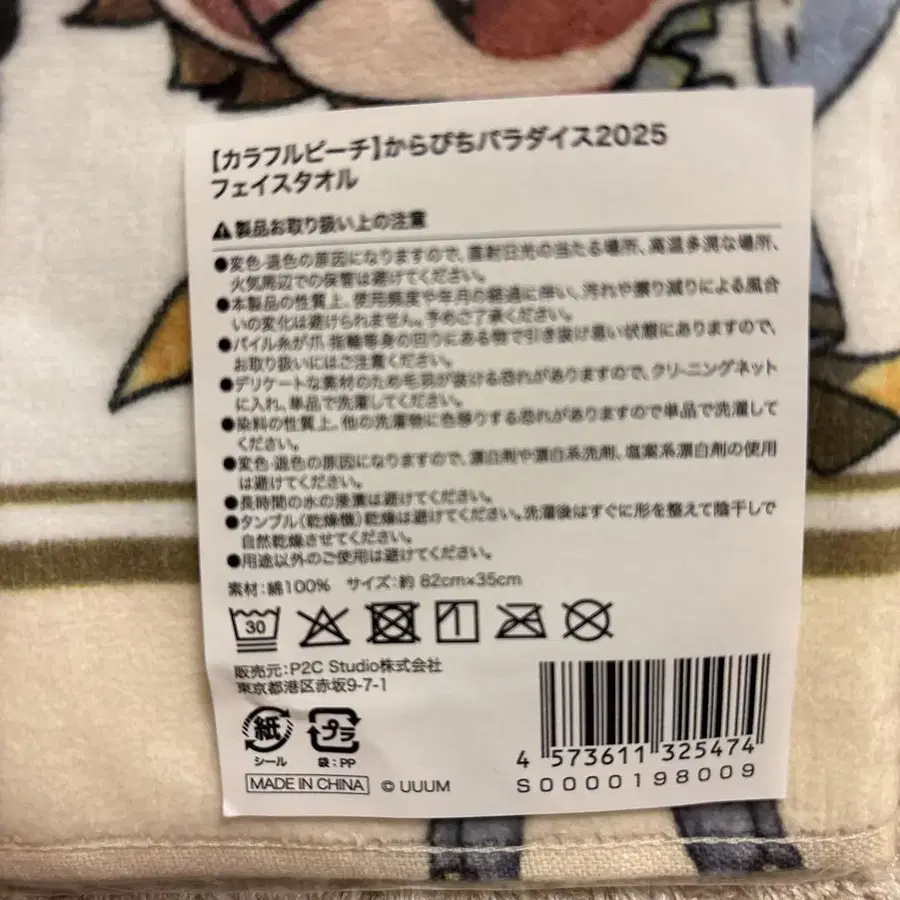 【カラフルピーチ】からぴちパラダイス2025
フェイスタオル
製品お取り扱い上の注意
●変色・退色の原因になりますので、直射日光の当たる場所、高温多湿な場所、
火気周辺での保管は避けてください。
●本製品の性質上、使用頻度や年月の経過に伴い、汚れや擦り減りによる風合
いの変化は避けられません。予めご了承ください。
●パイル糸が爪・指輪等身の回りにある物で引き抜け易い状態にありますので、
お取り扱いにはご注意ください。
●デリケートな素材のため毛羽が抜ける恐れがありますので、クリーニングネット
に入れ、単品で洗濯してください。
●染料の性質上、他の洗濯物に色移りする恐れがありますので単品で洗濯して
ください。
●変色・退色の原因になりますので、漂白剤や漂白系洗剤、塩素系漂白剤の使用
は避けてください。
●長時間の水の浸漬は避けてください。
●タンブル(乾燥機)乾燥は避けてください。洗濯後はすぐに形を整えて陰干しで
自然乾燥させてください。
●用途以外のご使用は避けてください。
素材:綿100% サイズ:約 82cm×35cm
30
販売元:P2C Studio株式会社
東京都港区赤坂9-7-1
紙 プラ
シール 袋:PP
MADE IN CHINA © UUUM
4 573611 325474
S0000198009